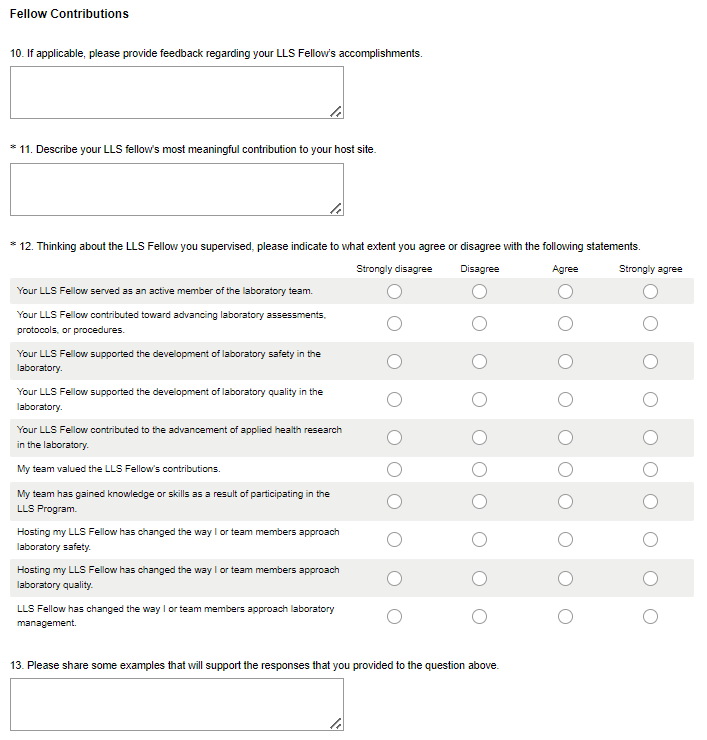 Fellow Contributions
10. If applicable, please provide feedback regarding your LLS Fellow's accomplishments.
* 11. Describe your LLS fellow's most meaningful contribution to your host site.
* 12. Thinking about the LLS Fellow you supervised, please indicate to what extent you agree or disagree with the following statements.
Strongly disagree Disagree Agree Strongly agree
Your LLS Fellow served as an active member of the laboratory team.
Your LLS Fellow contributed toward advancing laboratory assessments,
protocols, or procedures.
Your LLS Fellow supported the development of laboratory safety in the
laboratory.
Your LLS Fellow supported the development of laboratory quality in the
laboratory.
Your LLS Fellow contributed to the advancement of applied health research
in the laboratory.
My team valued the LLS Fellow's contributions.
My team has gained knowledge or skills as a result of participating in the
LLS Program.
Hosting my LLS Fellow has changed the way I or team members approach
laboratory safety.
Hosting my LLS Fellow has changed the way I or team members approach
laboratory quality.
LLS Fellow has changed the way I or team members approach laboratory
management.
13. Please share some examples that will support the responses that you provided to the question above.